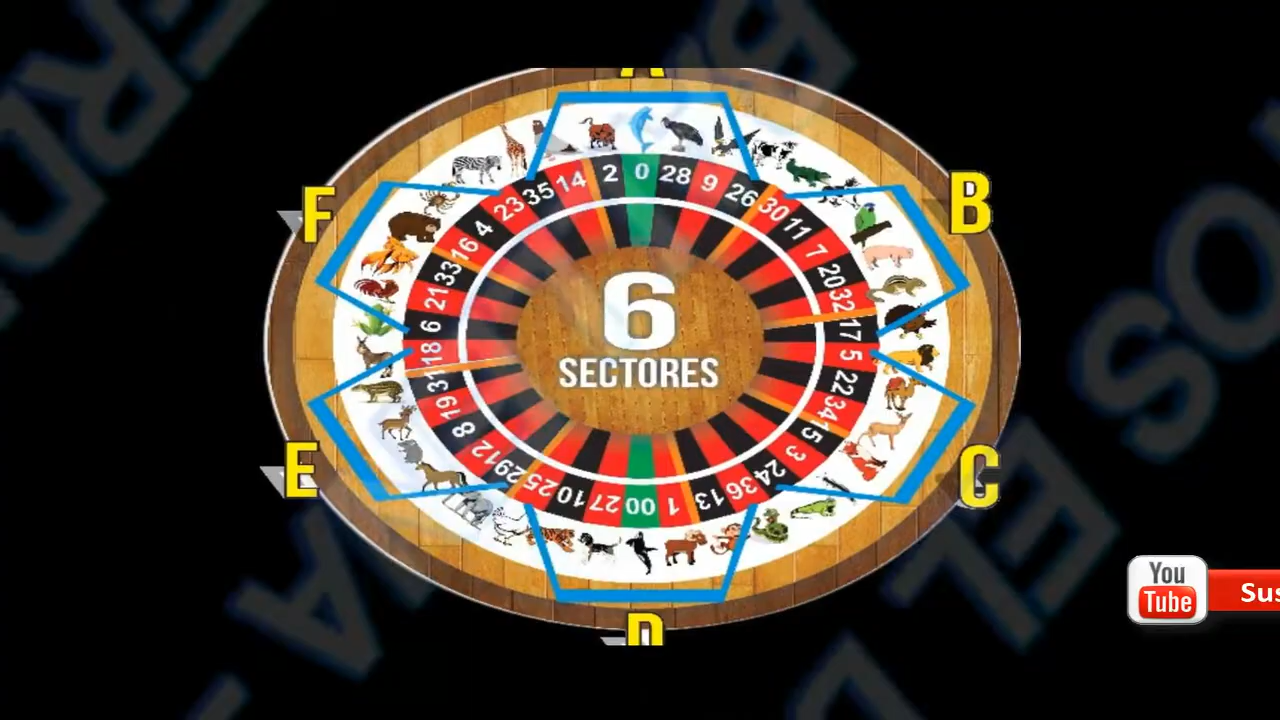 A
B
C
D
E
F
0 28 9 26 30 11 7 20 32 17 5 22 34 15 3 24 36 13 1 00 27 10 25 29 12 8 19 31 18 6 21 33 16 4 23 35 14 2
6
SECTORES
You
Tube
Sus
OS EL